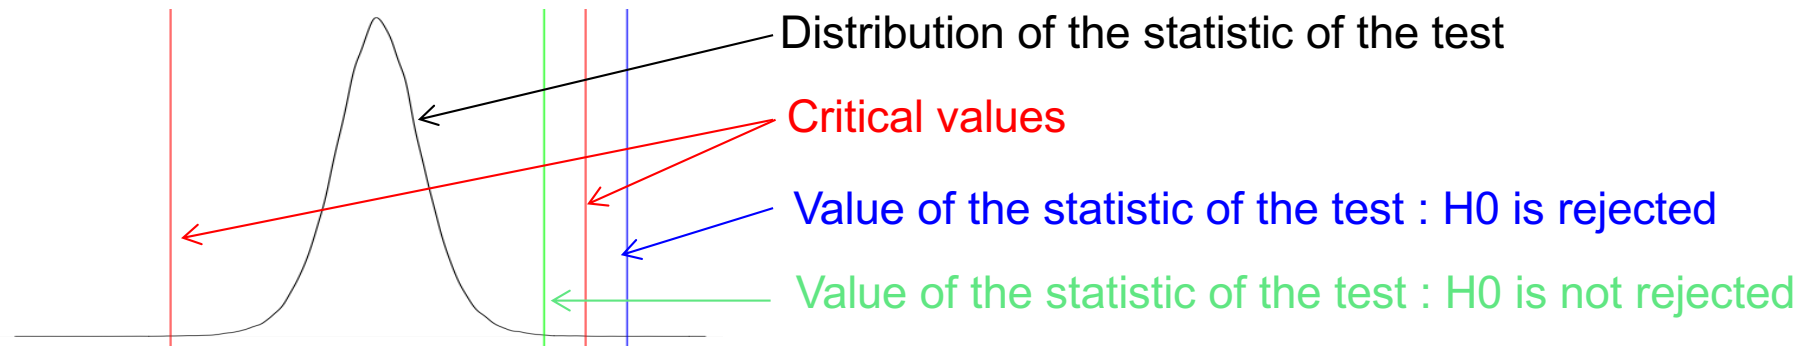 Distribution of the statistic of the test
Critical values
Value of the statistic of the test : H0 is rejected
Value of the statistic of the test : H0 is not rejected